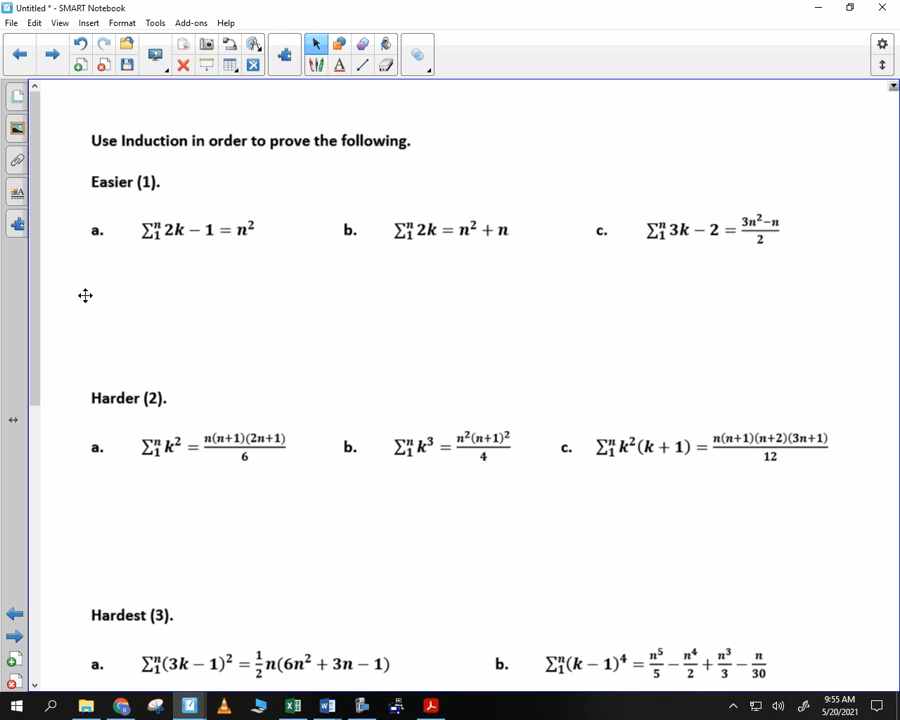 Untitled * - SMART Notebook
File Edit View Insert Format Tools Add-ons Help
Use Induction in order to prove the following.
Easier (1).
a. ∑₁ⁿ 2k − 1 = n² b. ∑₁ⁿ 2k = n² + n c. ∑₁ⁿ 3k − 2 = (3n²−n)/2
Harder (2).
a. ∑₁ⁿ k² = n(n+1)(2n+1)/6 b. ∑₁ⁿ k³ = n²(n+1)²/4 c. ∑₁ⁿ k²(k + 1) = n(n+1)(n+2)(3n+1)/12
Hardest (3).
a. ∑₁ⁿ(3k − 1)² = ½n(6n² + 3n − 1) b. ∑₁ⁿ(k − 1)⁴ = n⁵/5 − n⁴/2 + n³/3 − n/30
9:55 AM
5/20/2021